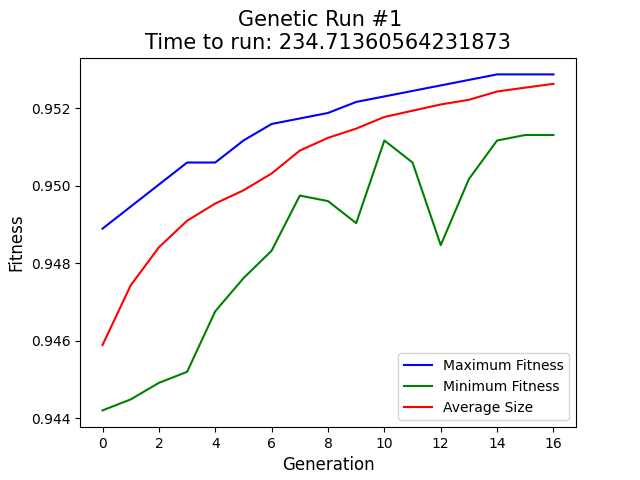 Genetic Run #1
Time to run: 234.71360564231873
Fitness
0.952
0.950
0.948
0.946
0.944
Maximum Fitness
Minimum Fitness
Average Size
0 2 4 6 8 10 12 14 16
Generation